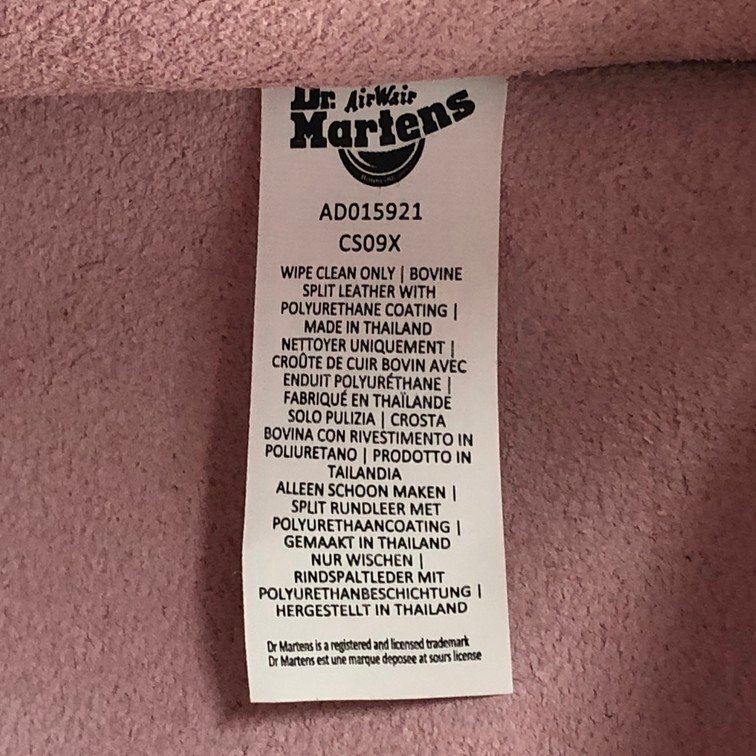 Dr. AirWair
Martens
AD015921
CS09X
WIPE CLEAN ONLY | BOVINE
SPLIT LEATHER WITH
POLYURETHANE COATING |
MADE IN THAILAND
NETTOYER UNIQUEMENT |
CROÛTE DE CUIR BOVIN AVEC
ENDUIT POLYURÉTHANE |
FABRIQUÉ EN THAÏLANDE
SOLO PULIZIA | CROSTA
BOVINA CON RIVESTIMENTO IN
POLIURETANO | PRODOTTO IN
TAILANDIA
ALLEEN SCHOON MAKEN |
SPLIT RUNDLEER MET
POLYURETHAANCOATING |
GEMAAKT IN THAILAND
NUR WISCHEN |
RINDSPALTLEDER MIT
POLYURETHANBESCHICHTUNG |
HERGESTELLT IN THAILAND
Dr Martens is a registered and licensed trademark
Dr Martens est une marque deposee at sours license